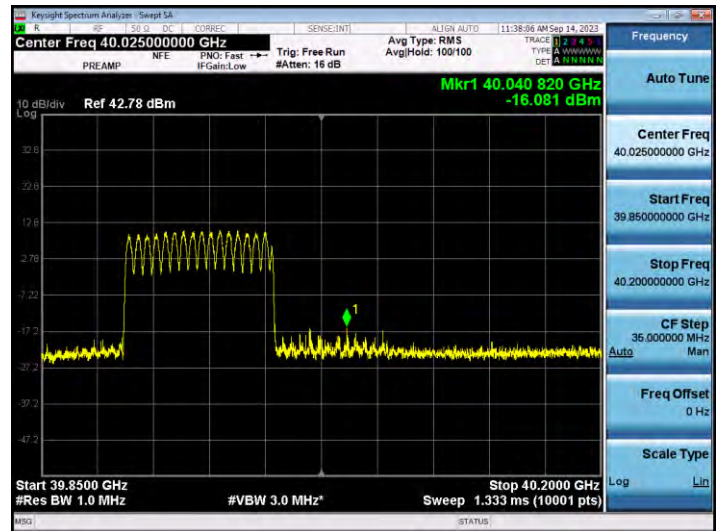 Keysight Spectrum Analyzer - Swept SA
R RF 50 Ω DC CORREC SENSE:INT ALIGN AUTO 11:38:06 AM Sep 14, 2023
Center Freq 40.025000000 GHz
PREAMP NFE PNO: Fast IFGain:Low
Trig: Free Run
#Atten: 16 dB
Avg Type: RMS
Avg|Hold: 100/100
TRACE 1 2 3 4 5 6
TYPE A WWWWW
DET A N N N N N
Mkr1 40.040 820 GHz
-16.081 dBm
10 dB/div Ref 42.78 dBm
Log
32.8
22.8
12.8
2.78
-7.22
-17.2
-27.2
-37.2
-47.2
1
Start 39.8500 GHz Stop 40.2000 GHz
#Res BW 1.0 MHz #VBW 3.0 MHz* Sweep 1.333 ms (10001 pts)
MSG STATUS
Frequency
Auto Tune
Center Freq
40.025000000 GHz
Start Freq
39.850000000 GHz
Stop Freq
40.200000000 GHz
CF Step
35.000000 MHz
Auto Man
Freq Offset
0 Hz
Scale Type
Log Lin